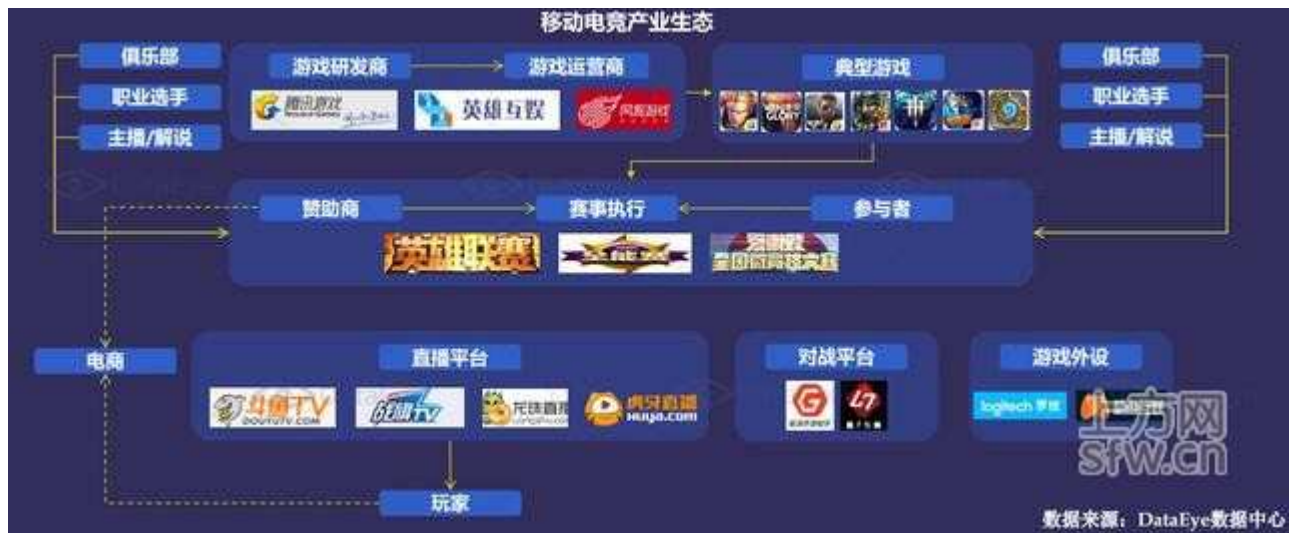 移动电竞产业生态
俱乐部
职业选手
主播/解说
游戏研发商
游戏运营商
腾讯游戏
英雄互娱
典型游戏
俱乐部
职业选手
主播/解说
赞助商
赛事执行
参与者
英雄联赛
电商
直播平台
斗鱼TV
DOUYUTV.COM
战旗TV
龙珠直播
虎牙直播
Huya.com
对战平台
游戏外设
logitech 罗技
玩家
上方网
sfw.cn
数据来源：DataEye数据中心